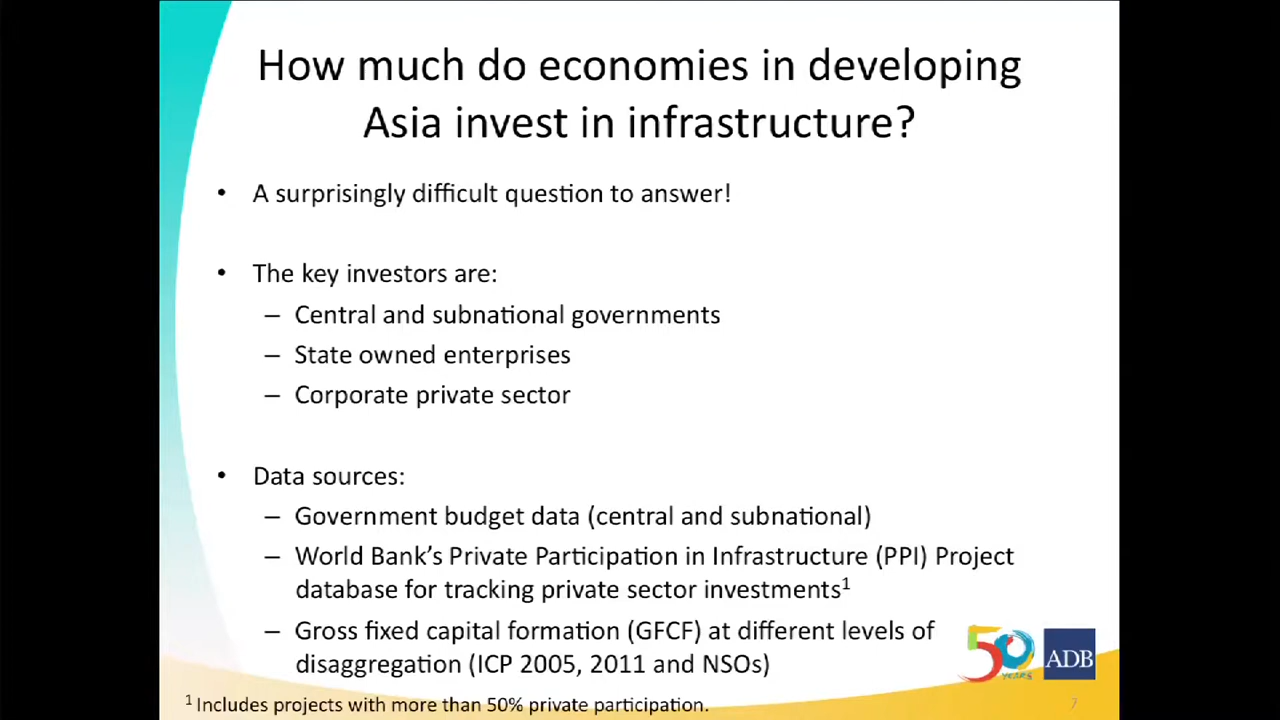 How much do economies in developing
Asia invest in infrastructure?
• A surprisingly difficult question to answer!
• The key investors are:
– Central and subnational governments
– State owned enterprises
– Corporate private sector
• Data sources:
– Government budget data (central and subnational)
– World Bank’s Private Participation in Infrastructure (PPI) Project
database for tracking private sector investments¹
– Gross fixed capital formation (GFCF) at different levels of
disaggregation (ICP 2005, 2011 and NSOs)
50
YEARS
ADB
¹ Includes projects with more than 50% private participation.
7